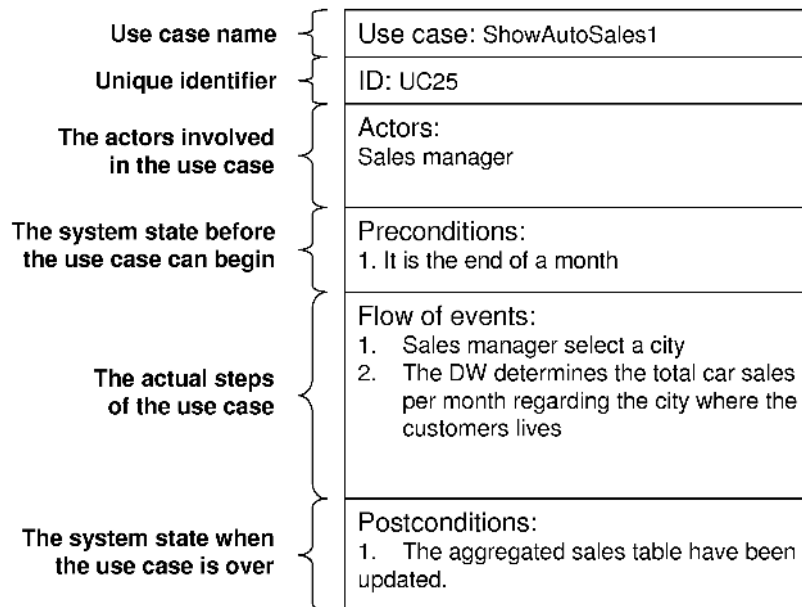 Use case name
Use case: ShowAutoSales1
Unique identifier
ID: UC25
The actors involved
in the use case
Actors:
Sales manager
The system state before
the use case can begin
Preconditions:
1. It is the end of a month
The actual steps
of the use case
Flow of events:
1. Sales manager select a city
2. The DW determines the total car sales
per month regarding the city where the
customers lives
The system state when
the use case is over
Postconditions:
1. The aggregated sales table have been
updated.